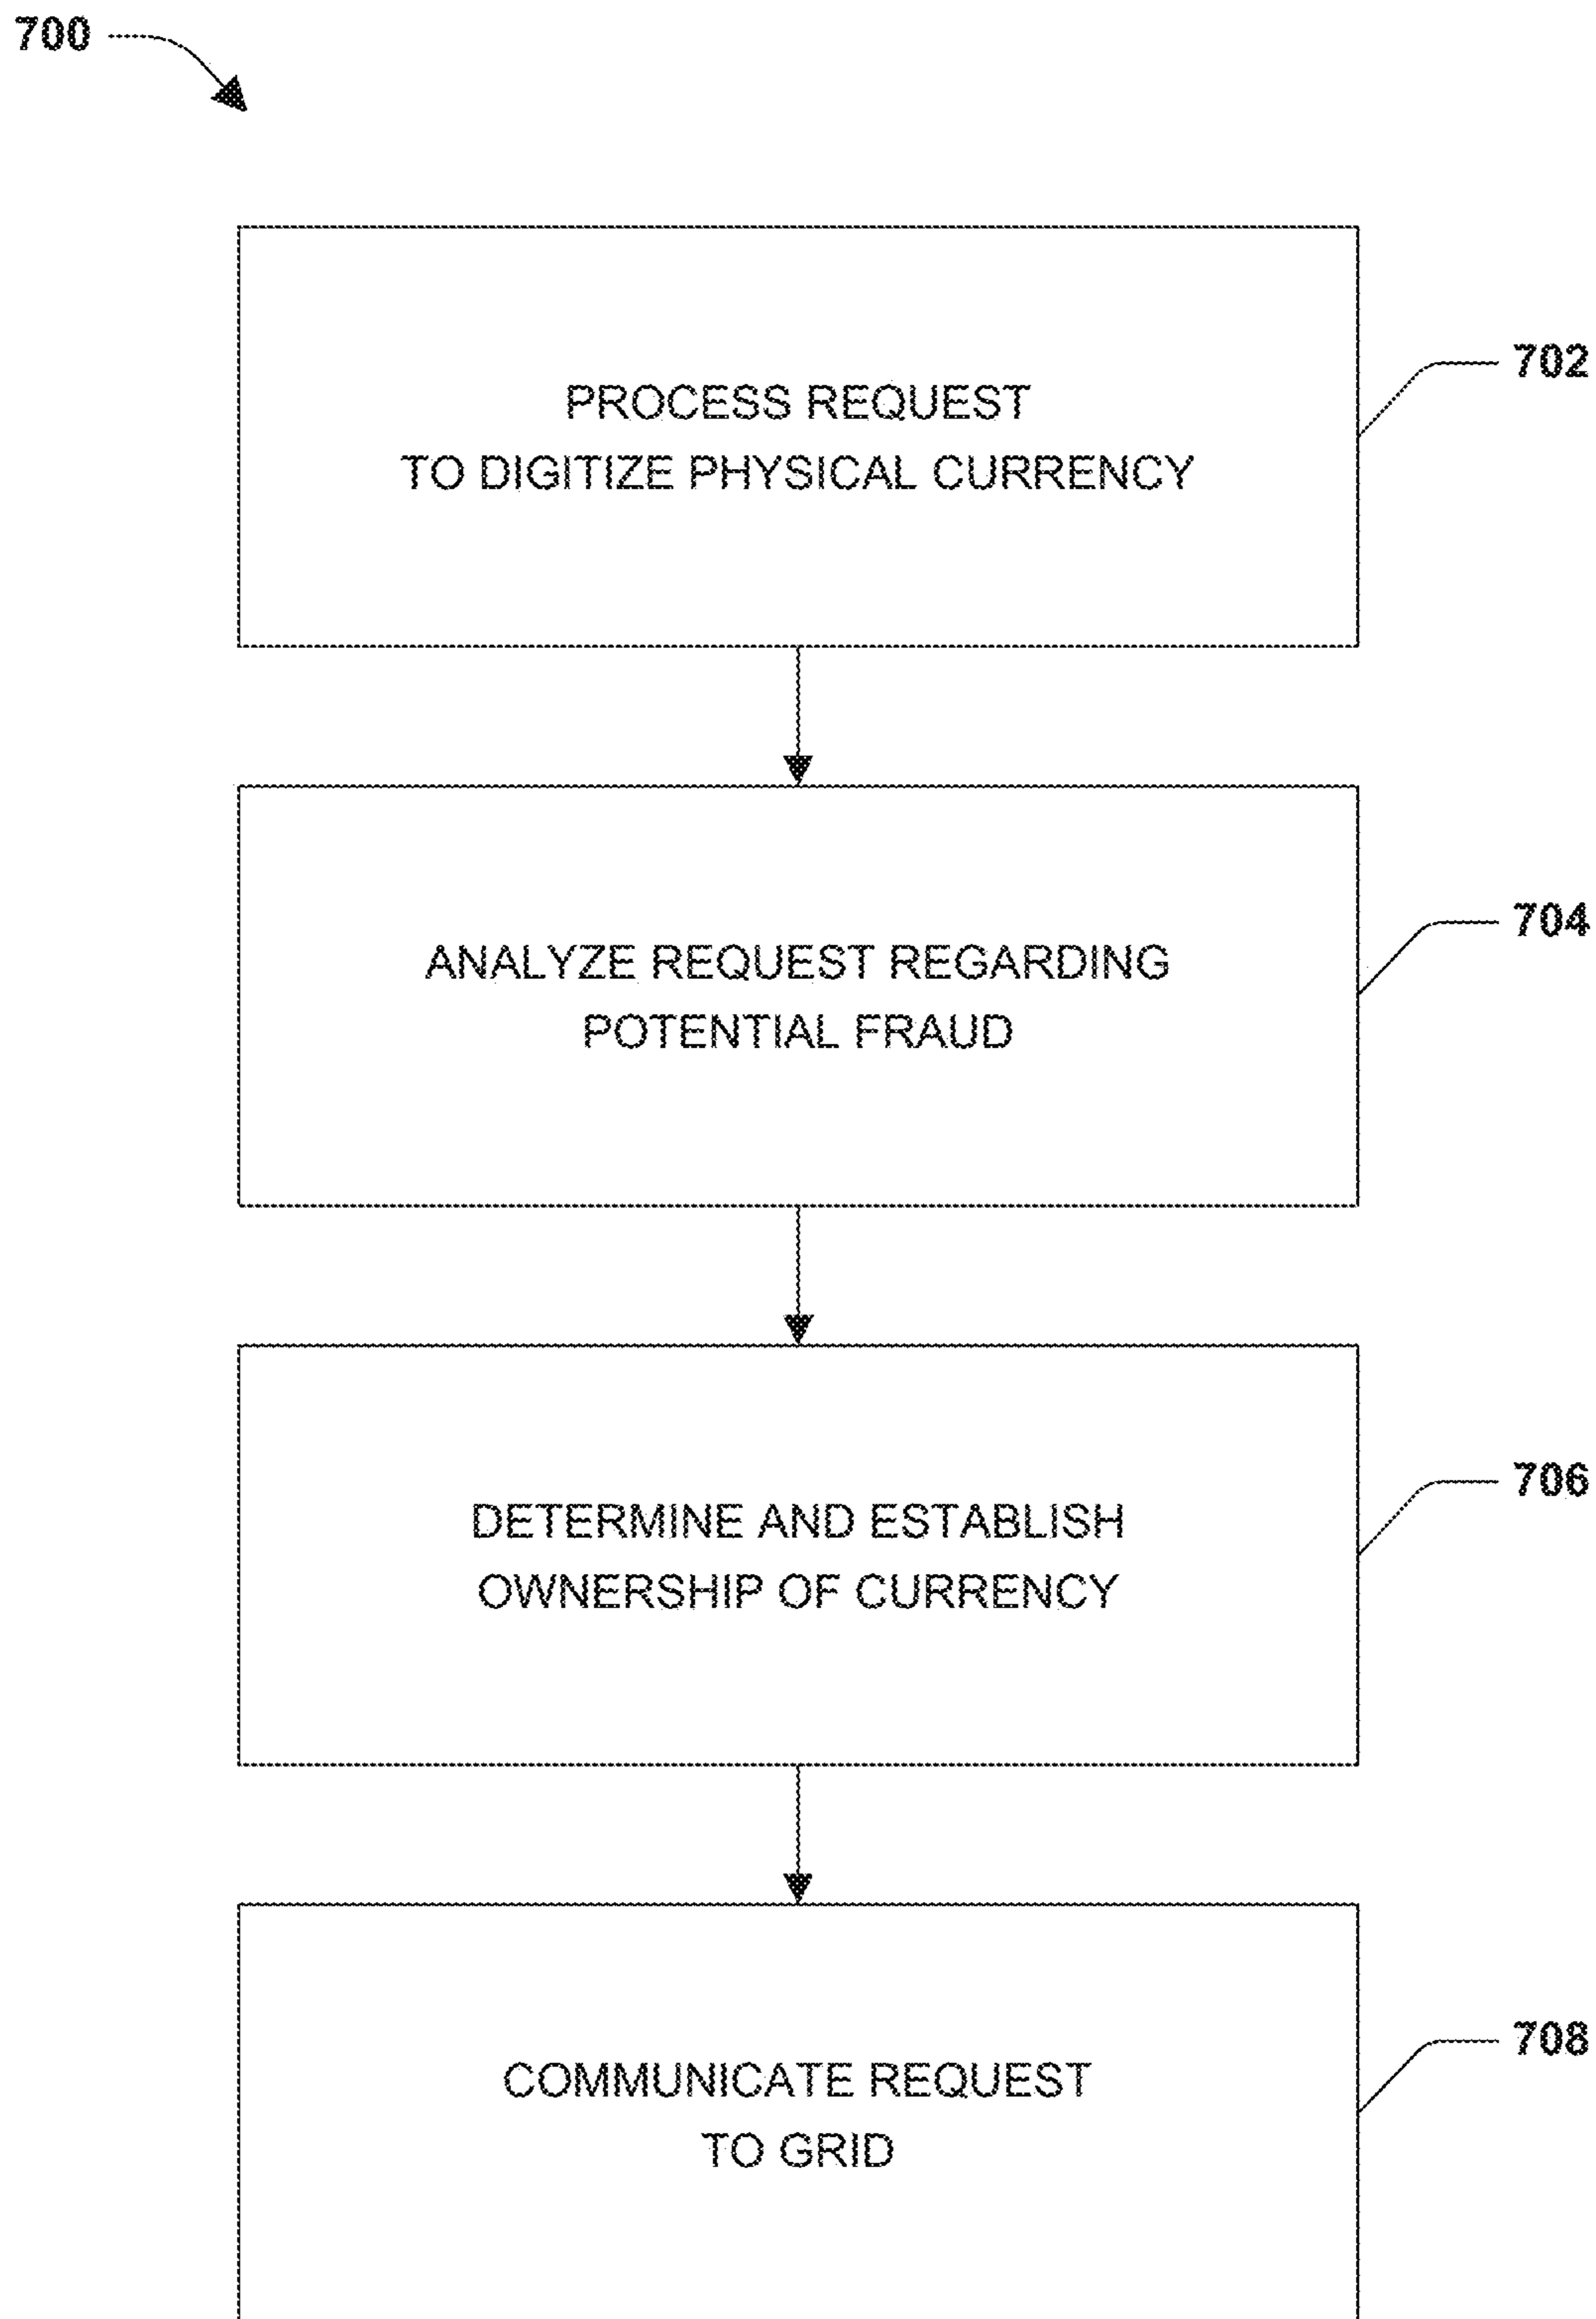 700
PROCESS REQUEST
TO DIGITIZE PHYSICAL CURRENCY
702
ANALYZE REQUEST REGARDING
POTENTIAL FRAUD
704
DETERMINE AND ESTABLISH
OWNERSHIP OF CURRENCY
706
COMMUNICATE REQUEST
TO GRID
708